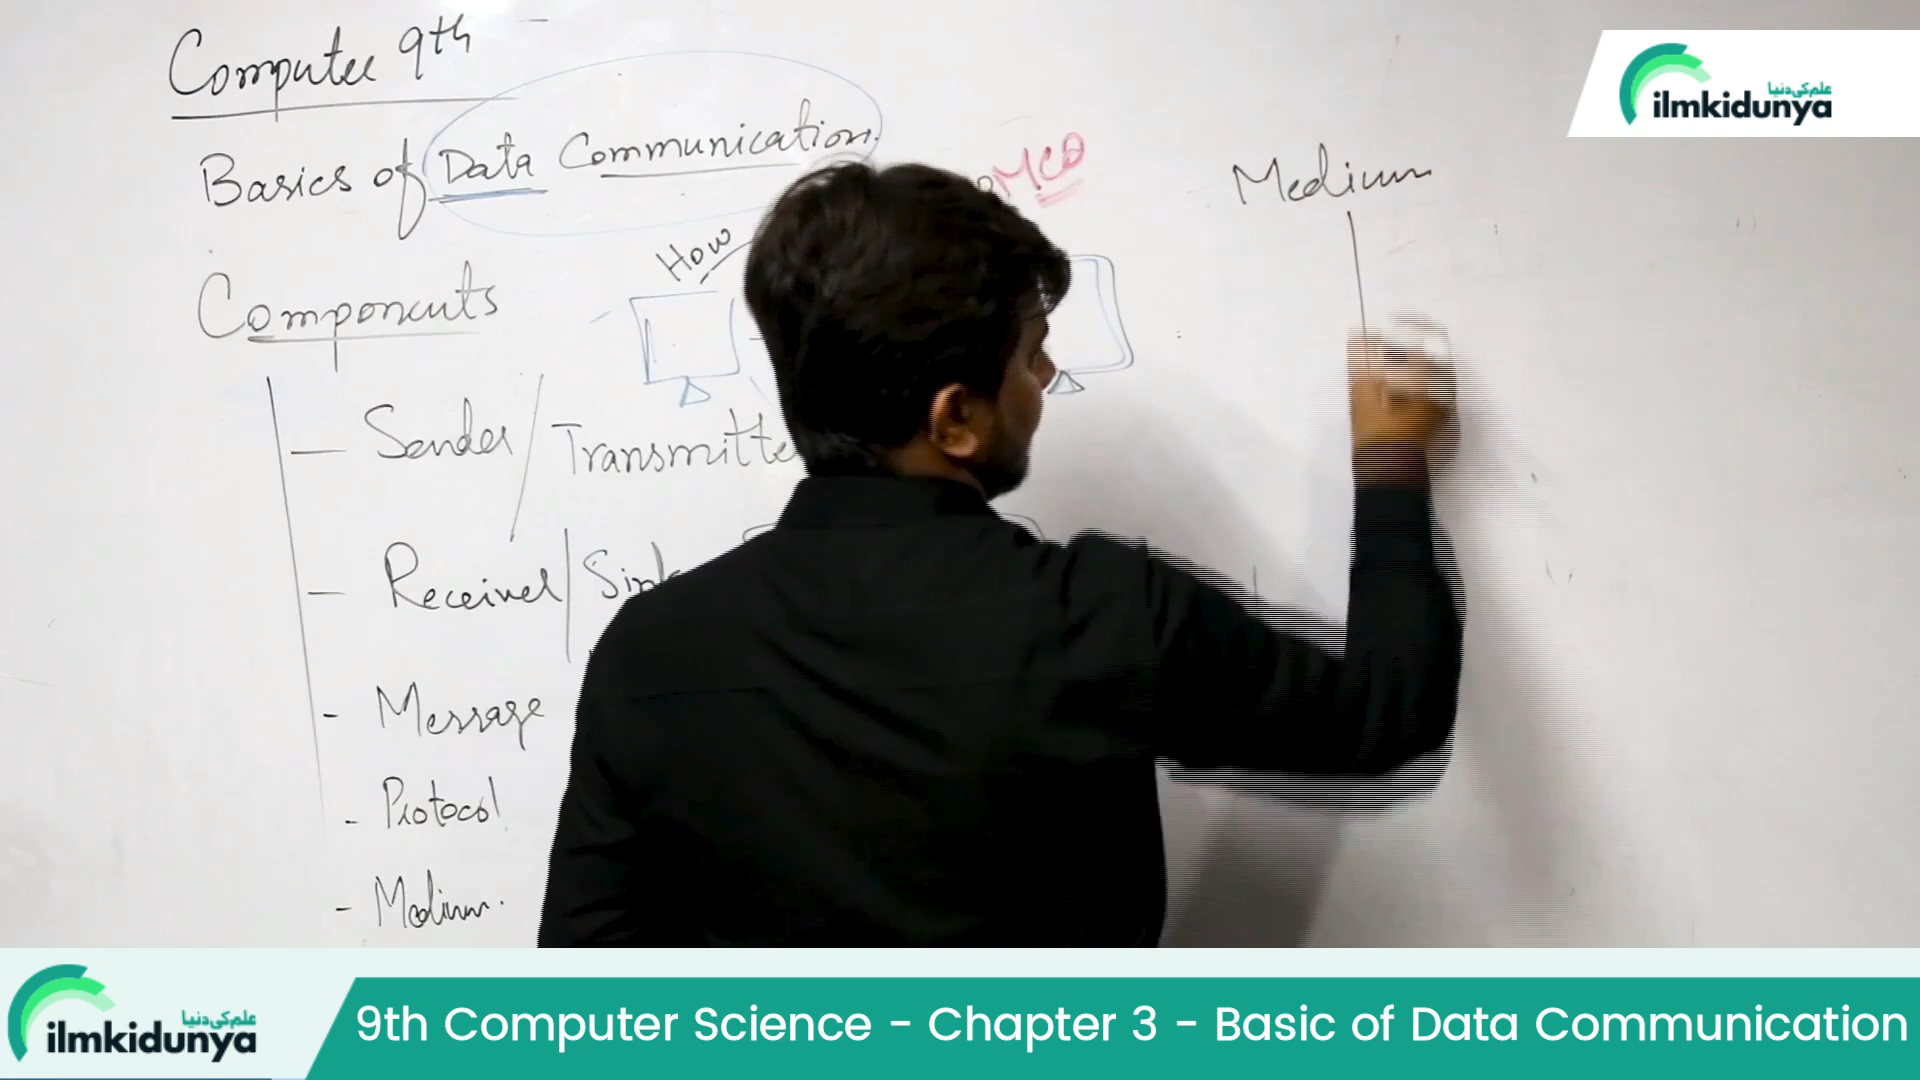 Computer 9th
Basics of Data Communication.
MCQ
Medium
How
Components
- Sender / Transmitte
- Receiver / Sink
- Message
- Protocol
- Medium.
علم کی دنیا
ilmkidunya
علم کی دنیا
ilmkidunya
9th Computer Science - Chapter 3 - Basic of Data Communication